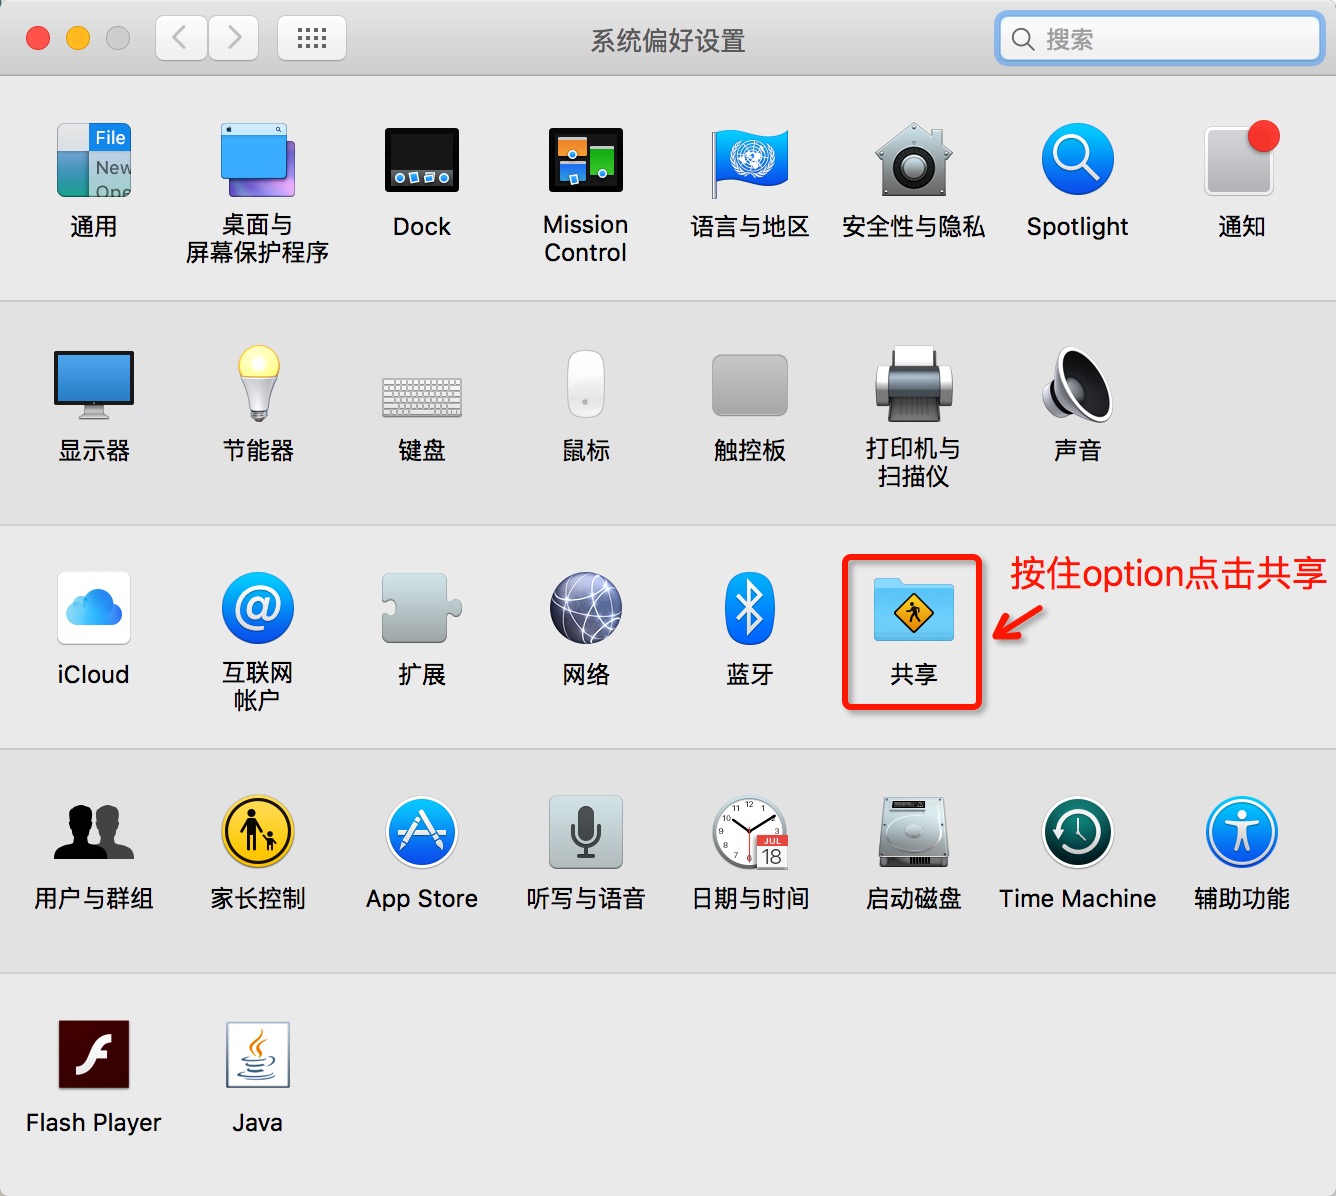 系统偏好设置
搜索
File
New
Ope
通用
桌面与
屏幕保护程序
Dock
Mission
Control
语言与地区
安全性与隐私
Spotlight
通知
显示器
节能器
键盘
鼠标
触控板
打印机与
扫描仪
声音
按住option点击共享
iCloud
互联网
帐户
扩展
网络
蓝牙
共享
JUL
18
用户与群组
家长控制
App Store
听写与语音
日期与时间
启动磁盘
Time Machine
辅助功能
Flash Player
Java